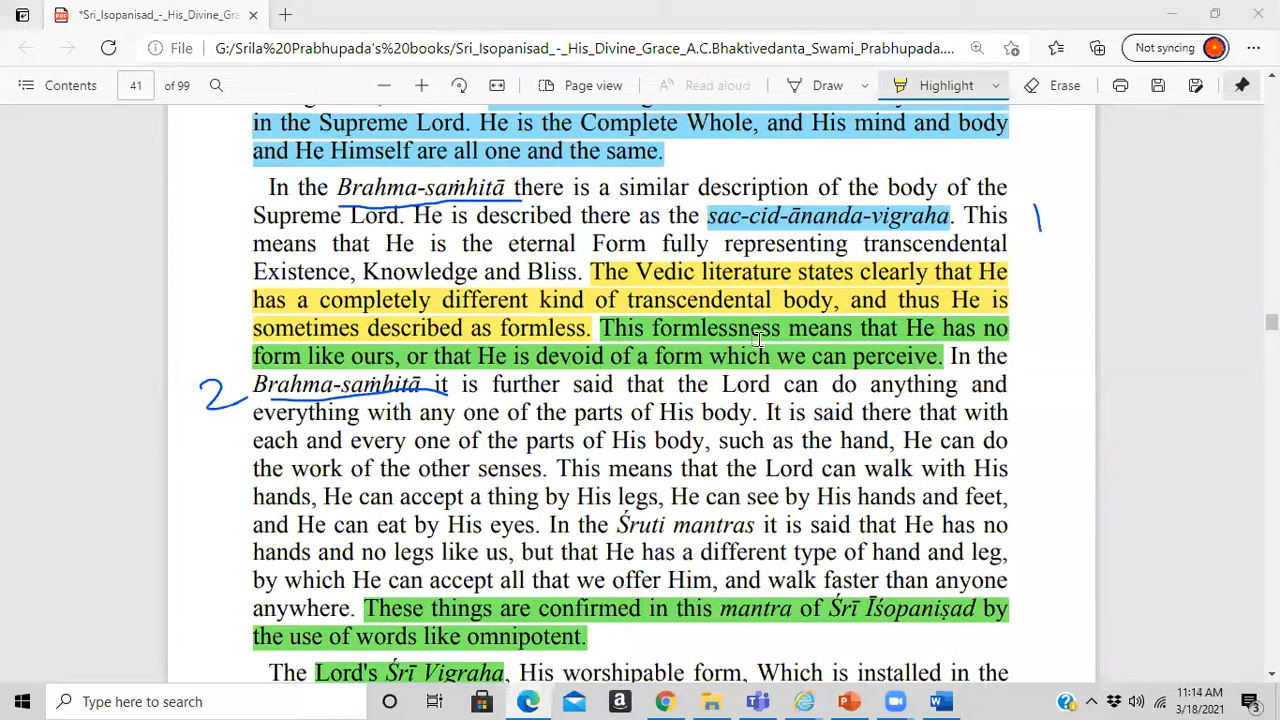 *Sri_Isopanisad_-_His_Divine_Gra
File
G:/Srila%20Prabhupada's%20books/Sri_Isopanisad_-_His_Divine_Grace_A.C.Bhaktivedanta_Swami_Prabhupada....
Not syncing
Contents
41
of 99
Page view
Read aloud
Draw
Highlight
Erase
in the Supreme Lord. He is the Complete Whole, and His mind and body
and He Himself are all one and the same.
In the Brahma-saṁhitā there is a similar description of the body of the
Supreme Lord. He is described there as the sac-cid-ānanda-vigraha. This
1
means that He is the eternal Form fully representing transcendental
Existence, Knowledge and Bliss. The Vedic literature states clearly that He
has a completely different kind of transcendental body, and thus He is
sometimes described as formless. This formlessness means that He has no
form like ours, or that He is devoid of a form which we can perceive. In the
2
Brahma-saṁhitā it is further said that the Lord can do anything and
everything with any one of the parts of His body. It is said there that with
each and every one of the parts of His body, such as the hand, He can do
the work of the other senses. This means that the Lord can walk with His
hands, He can accept a thing by His legs, He can see by His hands and feet,
and He can eat by His eyes. In the Śruti mantras it is said that He has no
hands and no legs like us, but that He has a different type of hand and leg,
by which He can accept all that we offer Him, and walk faster than anyone
anywhere. These things are confirmed in this mantra of Śrī Īśopaniṣad by
the use of words like omnipotent.
The Lord's Śrī Vigraha, His worshipable form, Which is installed in the
Type here to search
11:14 AM
3/18/2021
3